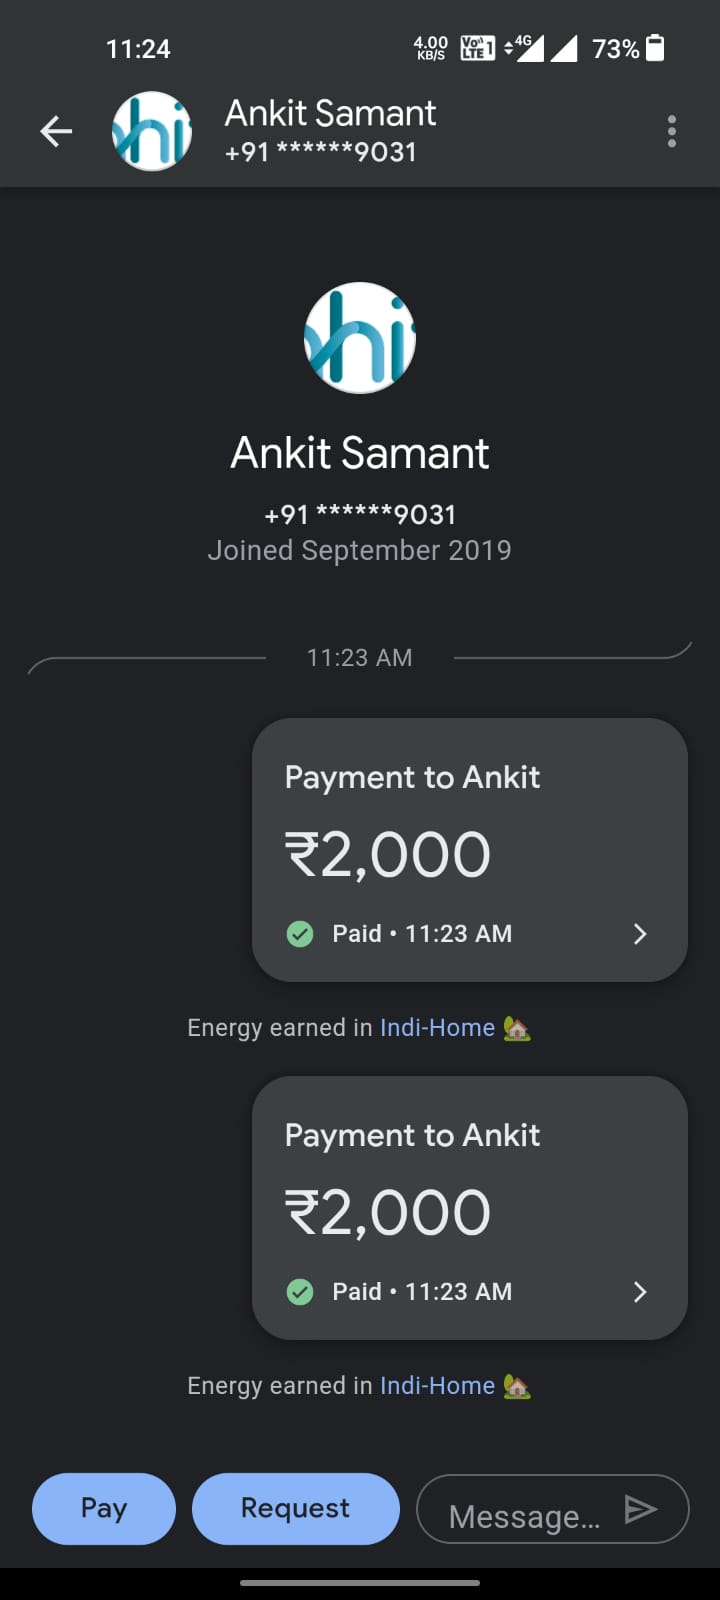 11:24 4.00 KB/S VoLTE 1 4G 73%
Ankit Samant
+91 ******9031
hi
hi
Ankit Samant
+91 ******9031
Joined September 2019
11:23 AM
Payment to Ankit
₹2,000
Paid • 11:23 AM
Energy earned in Indi-Home
Payment to Ankit
₹2,000
Paid • 11:23 AM
Energy earned in Indi-Home
Pay Request Message...